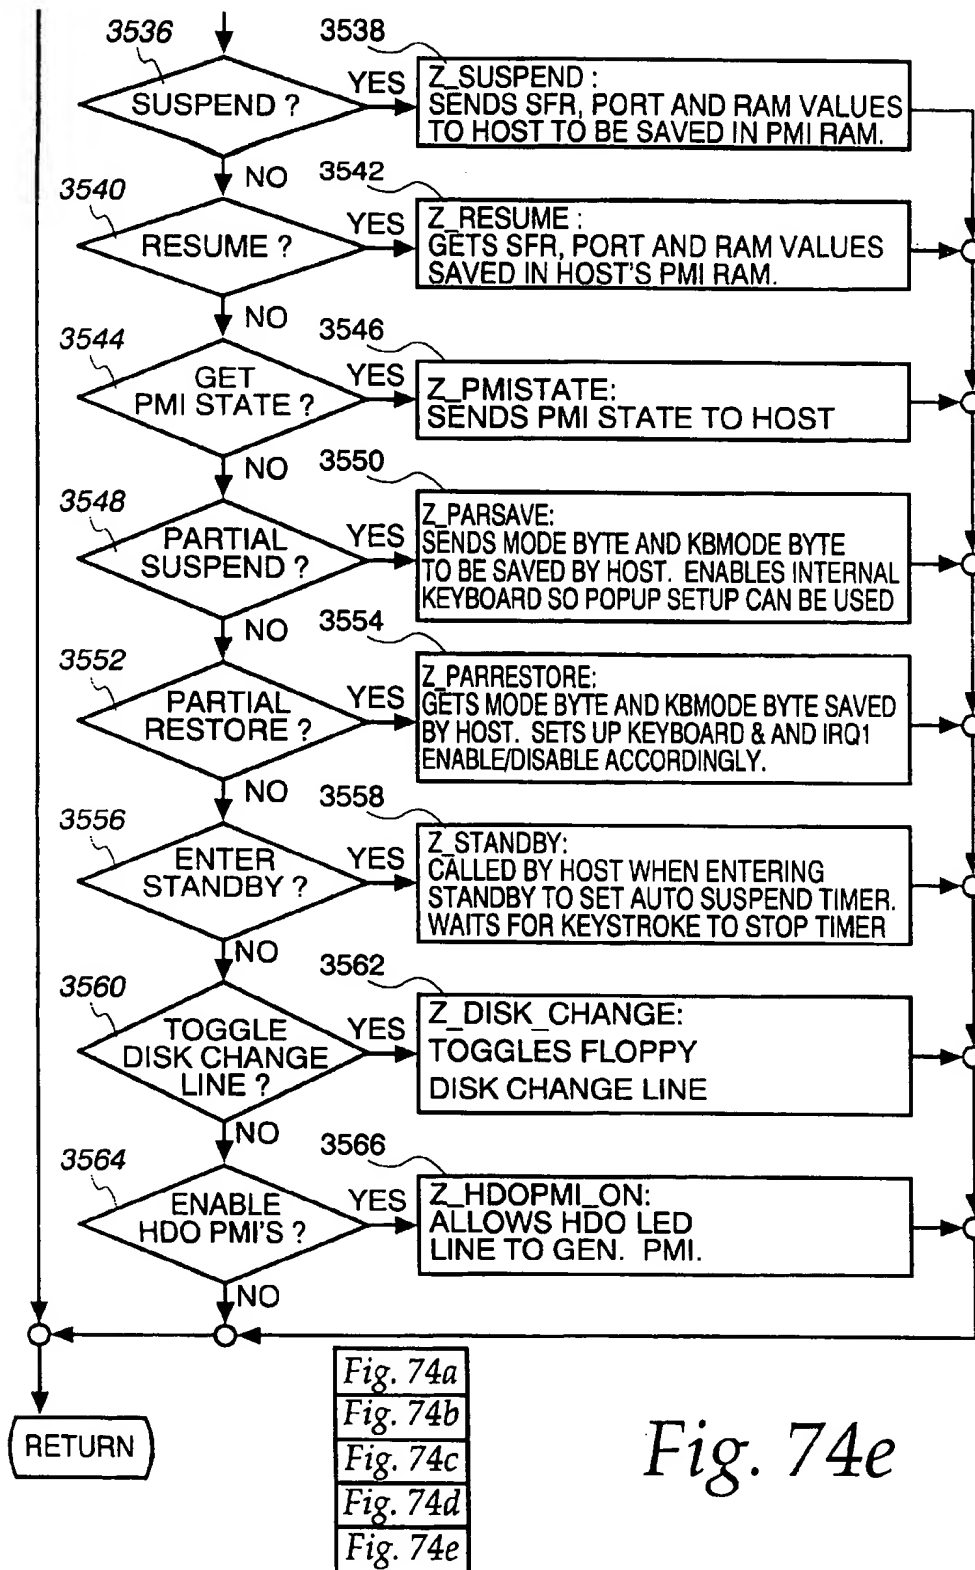 3536
SUSPEND ?
YES
3538
Z_SUSPEND :
SENDS SFR, PORT AND RAM VALUES
TO HOST TO BE SAVED IN PMI RAM.
NO
3540
RESUME ?
YES
3542
Z_RESUME :
GETS SFR, PORT AND RAM VALUES
SAVED IN HOST'S PMI RAM.
NO
3544
GET
PMI STATE ?
YES
3546
Z_PMISTATE:
SENDS PMI STATE TO HOST
NO
3548
PARTIAL
SUSPEND ?
YES
3550
Z_PARSAVE:
SENDS MODE BYTE AND KBMODE BYTE
TO BE SAVED BY HOST. ENABLES INTERNAL
KEYBOARD SO POPUP SETUP CAN BE USED
NO
3552
PARTIAL
RESTORE ?
YES
3554
Z_PARRESTORE:
GETS MODE BYTE AND KBMODE BYTE SAVED
BY HOST. SETS UP KEYBOARD & AND IRQ1
ENABLE/DISABLE ACCORDINGLY.
NO
3556
ENTER
STANDBY ?
YES
3558
Z_STANDBY:
CALLED BY HOST WHEN ENTERING
STANDBY TO SET AUTO SUSPEND TIMER.
WAITS FOR KEYSTROKE TO STOP TIMER
NO
3560
TOGGLE
DISK CHANGE
LINE ?
YES
3562
Z_DISK_CHANGE:
TOGGLES FLOPPY
DISK CHANGE LINE
NO
3564
ENABLE
HDO PMI'S ?
YES
3566
Z_HDOPMI_ON:
ALLOWS HDO LED
LINE TO GEN. PMI.
NO
RETURN
Fig. 74a
Fig. 74b
Fig. 74c
Fig. 74d
Fig. 74e
Fig. 74e